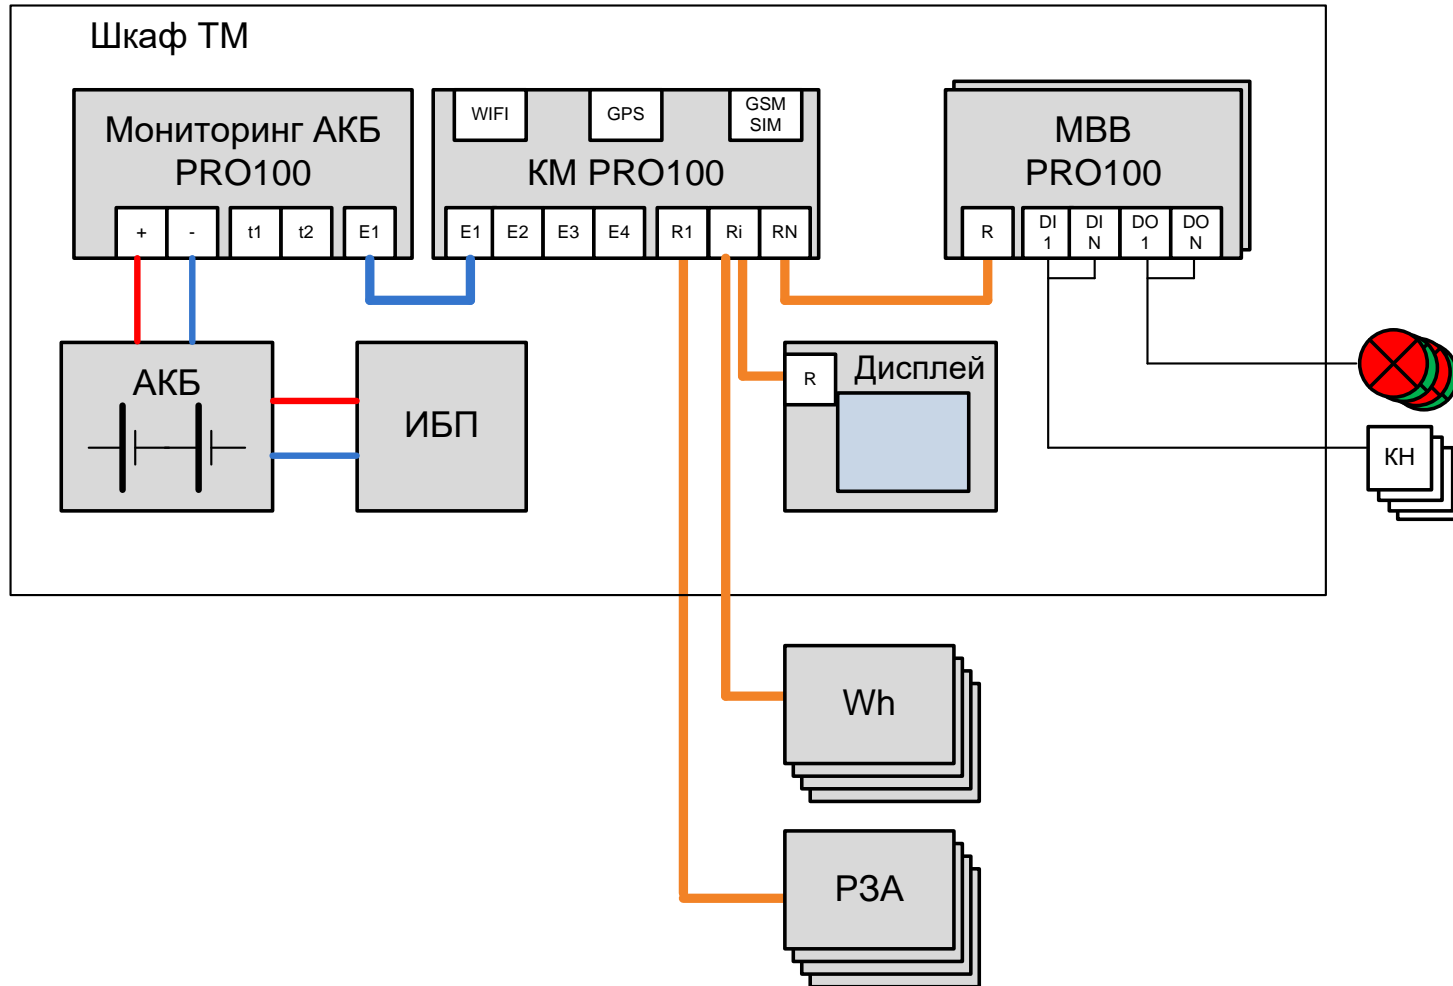 Шкаф ТМ
Мониторинг АКБ
PRO100
+
-
t1
t2
E1
WIFI
GPS
GSM
SIM
КМ PRO100
E1
E2
E3
E4
R1
Ri
RN
МВВ
PRO100
R
DI
1
DI
N
DO
1
DO
N
АКБ
ИБП
R
Дисплей
КН
Wh
РЗА